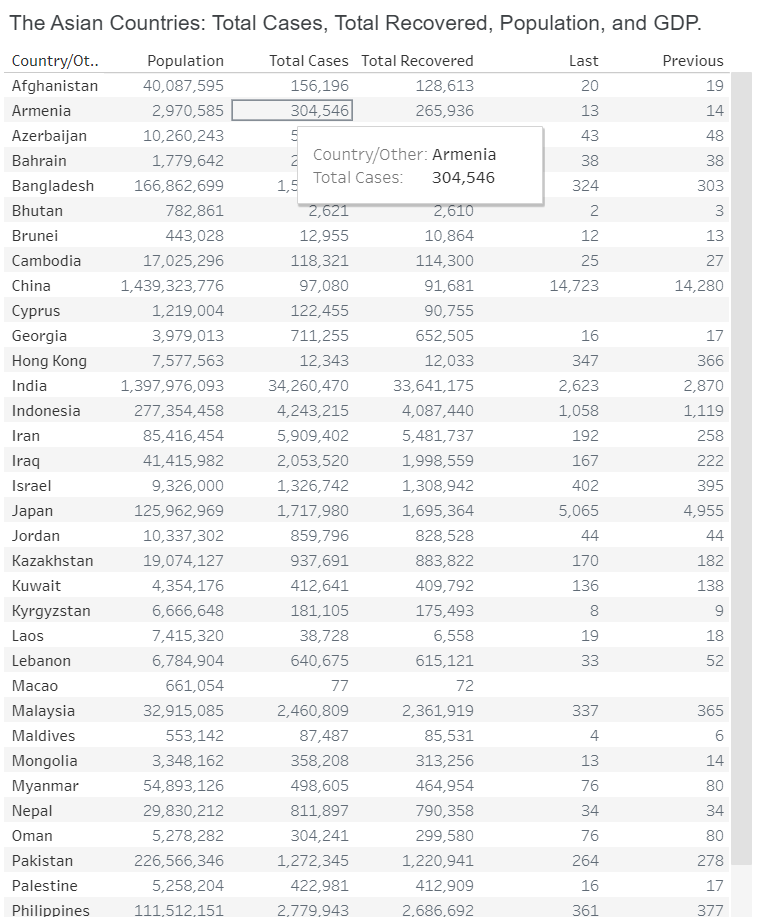 The Asian Countries: Total Cases, Total Recovered, Population, and GDP.
Country/Ot.. Population Total Cases Total Recovered Last Previous
Afghanistan 40,087,595 156,196 128,613 20 19
Armenia 2,970,585 304,546 265,936 13 14
Azerbaijan 10,260,243 5 43 48
Bahrain 1,779,642 2 38 38
Country/Other: Armenia
Total Cases: 304,546
Bangladesh 166,862,699 1,5 324 303
Bhutan 782,861 2,621 2,610 2 3
Brunei 443,028 12,955 10,864 12 13
Cambodia 17,025,296 118,321 114,300 25 27
China 1,439,323,776 97,080 91,681 14,723 14,280
Cyprus 1,219,004 122,455 90,755
Georgia 3,979,013 711,255 652,505 16 17
Hong Kong 7,577,563 12,343 12,033 347 366
India 1,397,976,093 34,260,470 33,641,175 2,623 2,870
Indonesia 277,354,458 4,243,215 4,087,440 1,058 1,119
Iran 85,416,454 5,909,402 5,481,737 192 258
Iraq 41,415,982 2,053,520 1,998,559 167 222
Israel 9,326,000 1,326,742 1,308,942 402 395
Japan 125,962,969 1,717,980 1,695,364 5,065 4,955
Jordan 10,337,302 859,796 828,528 44 44
Kazakhstan 19,074,127 937,691 883,822 170 182
Kuwait 4,354,176 412,641 409,792 136 138
Kyrgyzstan 6,666,648 181,105 175,493 8 9
Laos 7,415,320 38,728 6,558 19 18
Lebanon 6,784,904 640,675 615,121 33 52
Macao 661,054 77 72
Malaysia 32,915,085 2,460,809 2,361,919 337 365
Maldives 553,142 87,487 85,531 4 6
Mongolia 3,348,162 358,208 313,256 13 14
Myanmar 54,893,126 498,605 464,954 76 80
Nepal 29,830,212 811,897 790,358 34 34
Oman 5,278,282 304,241 299,580 76 80
Pakistan 226,566,346 1,272,345 1,220,941 264 278
Palestine 5,258,204 422,981 412,909 16 17
Philippines 111,512,151 2,779,943 2,686,692 361 377